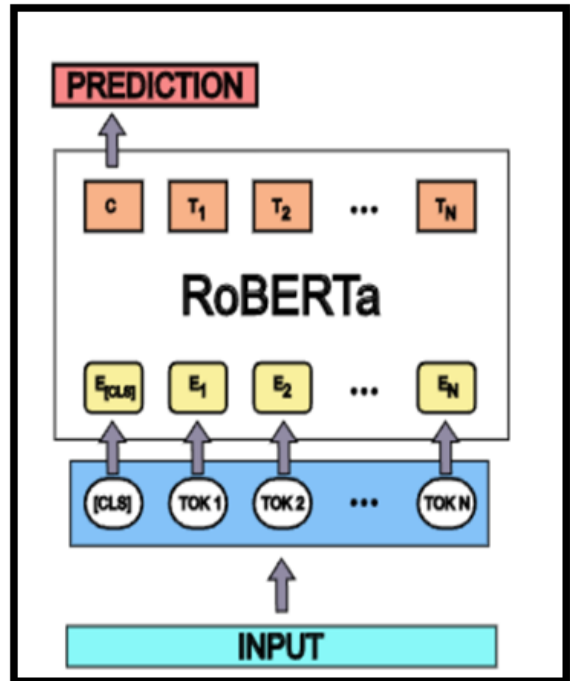 PREDICTION
C T1 T2 ... TN
RoBERTa
E[CLS] E1 E2 ... EN
[CLS] TOK 1 TOK 2 ... TOK N
INPUT